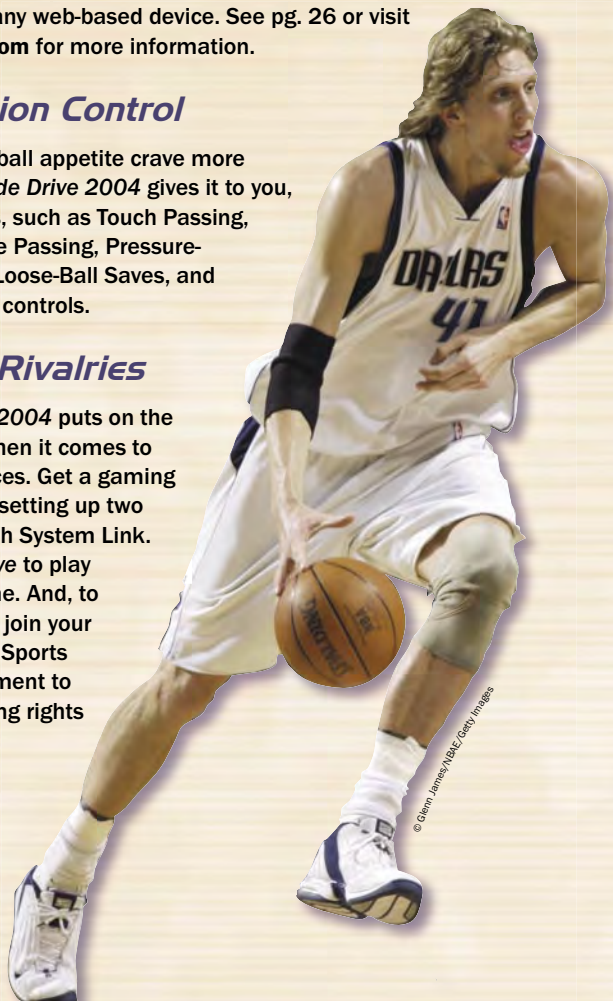 any web-based device. See pg. 26 or visit
om for more information.
ion Control
ball appetite crave more
de Drive 2004 gives it to you,
, such as Touch Passing,
e Passing, Pressure-
Loose-Ball Saves, and
controls.
Rivalries
2004 puts on the
hen it comes to
ces. Get a gaming
setting up two
h System Link.
ve to play
ne. And, to
join your
Sports
ment to
ng rights
DALLAS
41
SPALDING
NBA
© Glenn James/NBAE/Getty Images